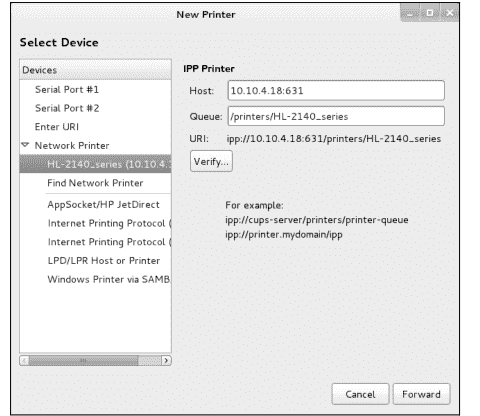 New Printer
Select Device
Devices
Serial Port #1
Serial Port #2
Enter URI
Network Printer
HL-2140_series (10.10.4.
Find Network Printer
AppSocket/HP JetDirect
Internet Printing Protocol (
Internet Printing Protocol (
LPD/LPR Host or Printer
Windows Printer via SAMB
IPP Printer
Host: 10.10.4.18:631
Queue: /printers/HL-2140_series
URI: ipp://10.10.4.18:631/printers/HL-2140_series
Verify...
For example:
ipp://cups-server/printers/printer-queue
ipp://printer.mydomain/ipp
Cancel Forward